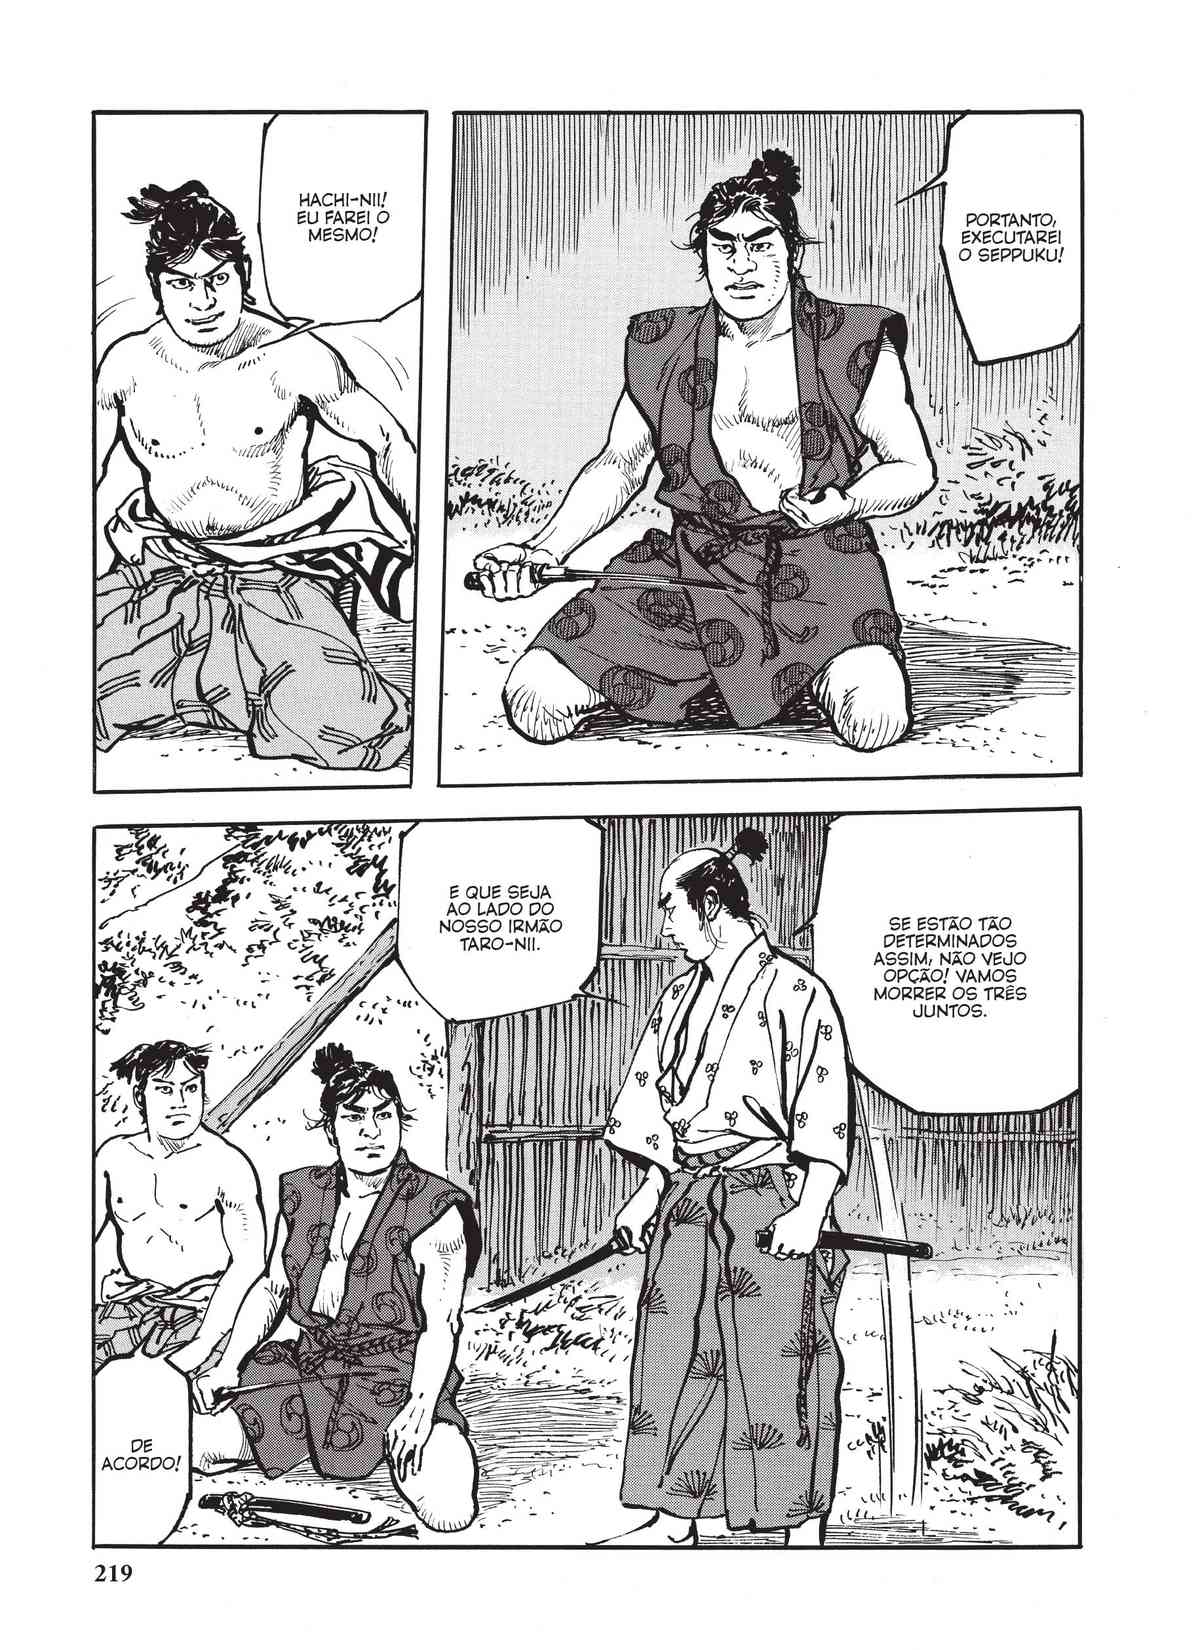 PORTANTO,
EXECUTAREI
O SEPPUKU!
HACHI-NII!
EU FAREI O
MESMO!
SE ESTÃO TÃO
DETERMINADOS
ASSIM, NÃO VEJO
OPÇÃO! VAMOS
MORRER OS TRÊS
JUNTOS.
E QUE SEJA
AO LADO DO
NOSSO IRMÃO
TARO-NII.
DE
ACORDO!
219